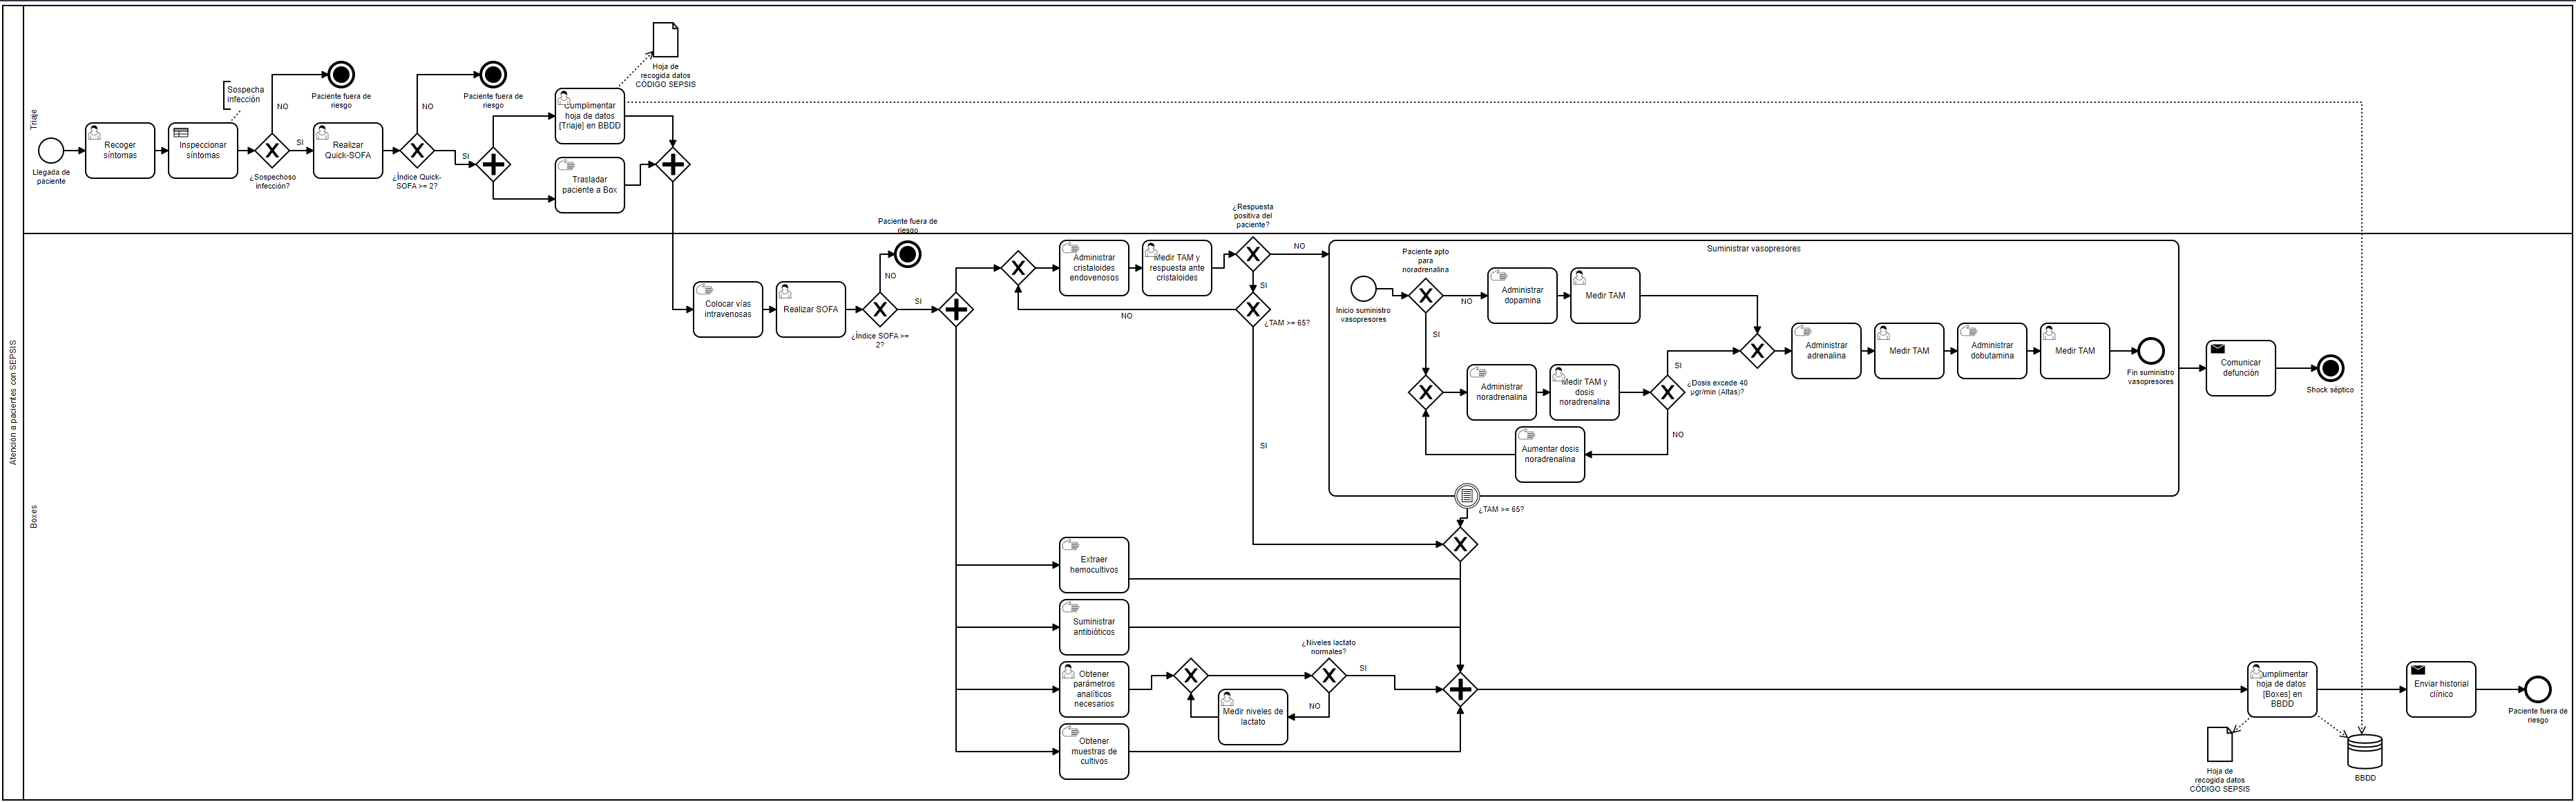 Atención a pacientes con SEPSIS
Triaje
Llegada de
paciente
Recoger
síntomas
Inspeccionar
síntomas
Sospecha
infección
¿Sospechoso
infección?
NO
SI
Paciente fuera de
riesgo
Realizar
Quick-SOFA
¿Índice Quick-
SOFA >= 2?
NO
SI
Paciente fuera de
riesgo
Cumplimentar
hoja de datos
[Triaje] en BBDD
Trasladar
paciente a Box
Hoja de
recogida datos
CÓDIGO SEPSIS
Boxes
Colocar vías
intravenosas
Realizar SOFA
¿Índice SOFA >=
2?
NO
SI
Paciente fuera de
riesgo
Administrar
cristaloides
endovenosos
Medir TAM y
respuesta ante
cristaloides
¿Respuesta
positiva del
paciente?
NO
SI
¿TAM >= 65?
NO
SI
Suministrar vasopresores
Inicio suministro
vasopresores
Paciente apto
para
noradrenalina
NO
SI
Administrar
dopamina
Medir TAM
Administrar
noradrenalina
Medir TAM y
dosis
noradrenalina
¿Dosis excede 40
µgr/min (Altas)?
SI
NO
Aumentar dosis
noradrenalina
Administrar
adrenalina
Medir TAM
Administrar
dobutamina
Medir TAM
Fin suministro
vasopresores
¿TAM >= 65?
Comunicar
defunción
Shock séptico
Extraer
hemocultivos
Suministrar
antibióticos
Obtener
parámetros
analíticos
necesarios
Obtener
muestras de
cultivos
¿Niveles lactato
normales?
SI
NO
Medir niveles de
lactato
Cumplimentar
hoja de datos
[Boxes] en
BBDD
Hoja de
recogida datos
CÓDIGO SEPSIS
BBDD
Enviar historial
clínico
Paciente fuera de
riesgo